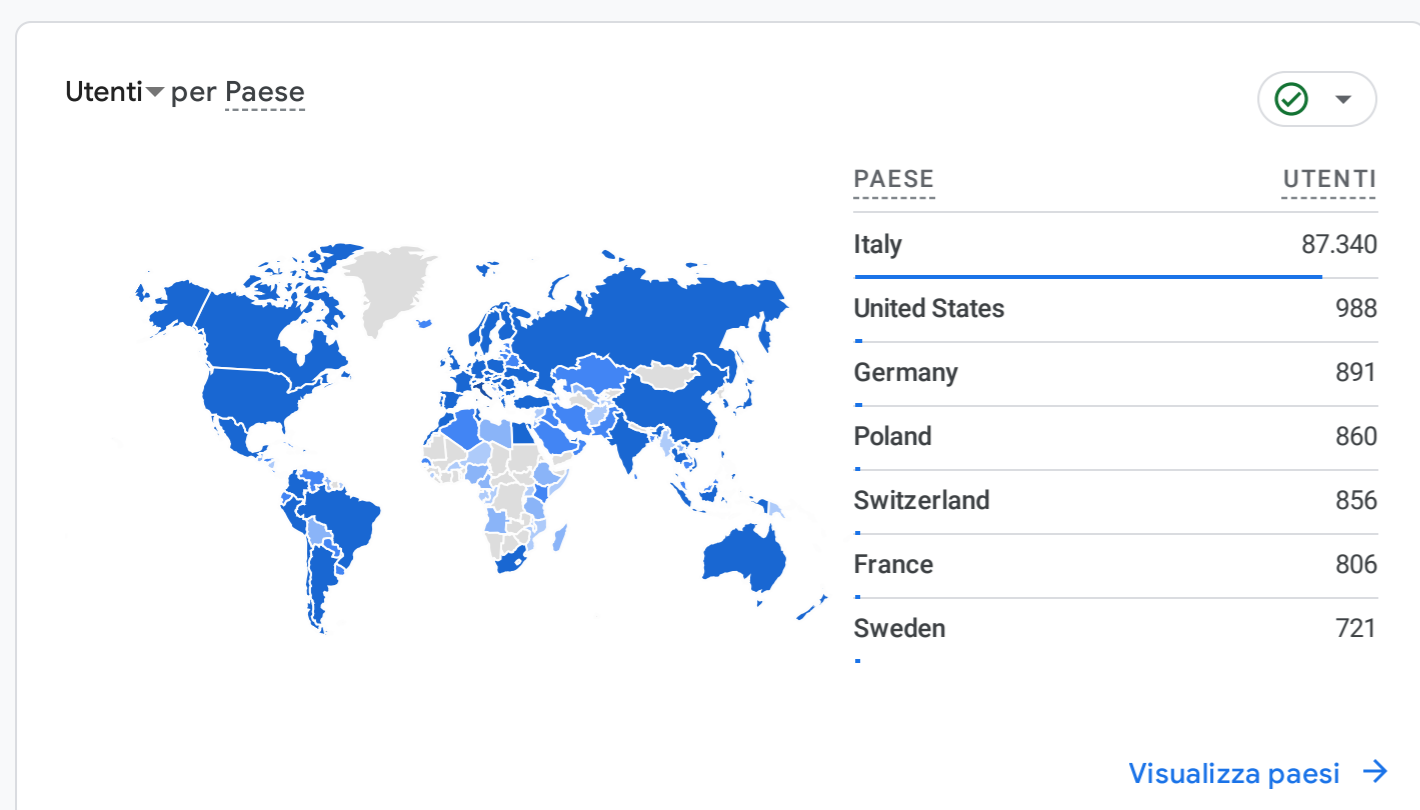 Utenti per Paese
PAESE UTENTI
Italy 87.340
United States 988
Germany 891
Poland 860
Switzerland 856
France 806
Sweden 721
Visualizza paesi